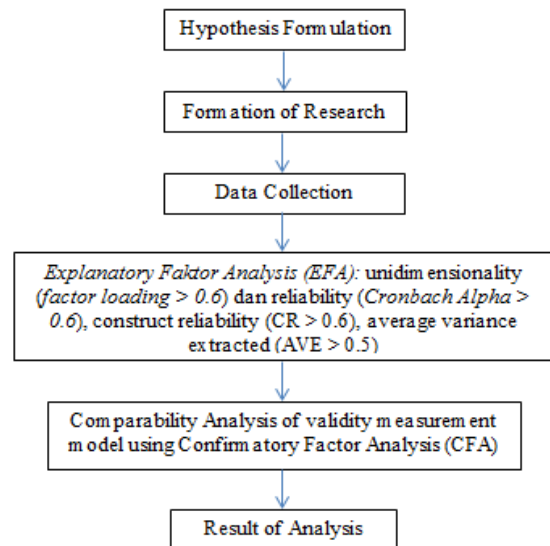 Hypothesis Formulation
Formation of Research
Data Collection
Explanatory Faktor Analysis (EFA): unidimensionality
(factor loading > 0.6) dan reliability (Cronbach Alpha >
0.6), construct reliability (CR > 0.6), average variance
extracted (AVE > 0.5)
Comparability Analysis of validity measurement
model using Confirmatory Factor Analysis (CFA)
Result of Analysis